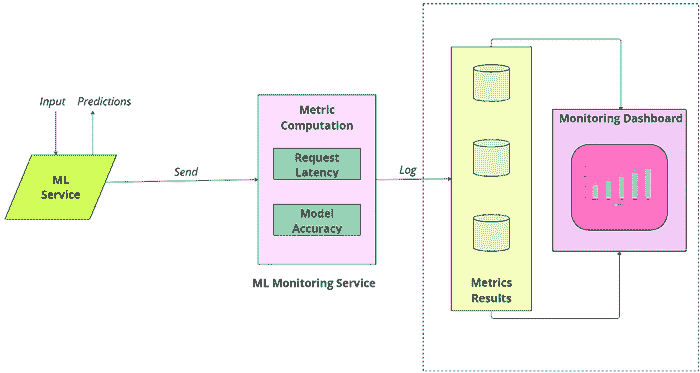 Input
Predictions
ML
Service
Send
Metric
Computation
Request
Latency
Model
Accuracy
ML Monitoring Service
Log
Metrics
Results
Monitoring Dashboard